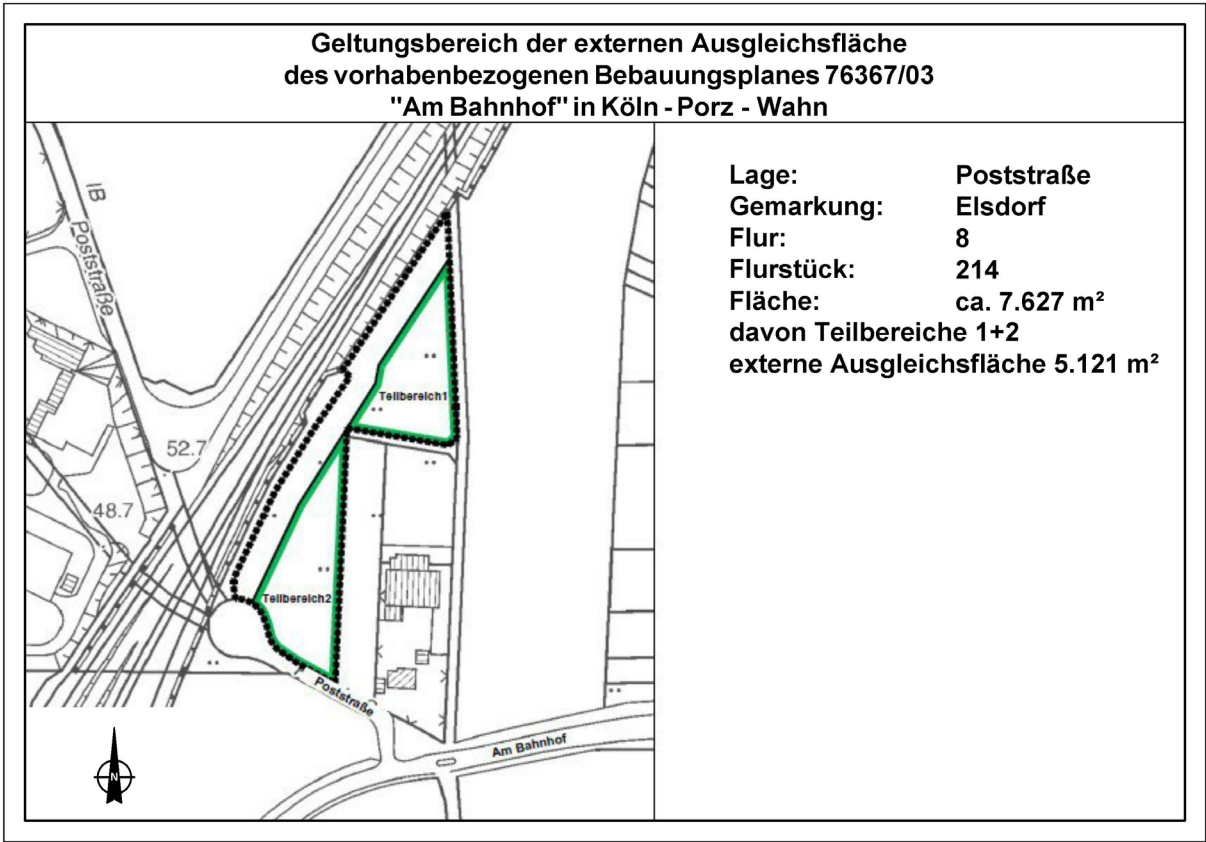 Geltungsbereich der externen Ausgleichsfläche
des vorhabenbezogenen Bebauungsplanes 76367/03
"Am Bahnhof" in Köln - Porz - Wahn
Lage: Poststraße
Gemarkung: Elsdorf
Flur: 8
Flurstück: 214
Fläche: ca. 7.627 m²
davon Teilbereiche 1+2
externe Ausgleichsfläche 5.121 m²
IB
Poststraße
Teilbereich1
52.7
48.7
Teilbereich2
Poststraße
Am Bahnhof
N